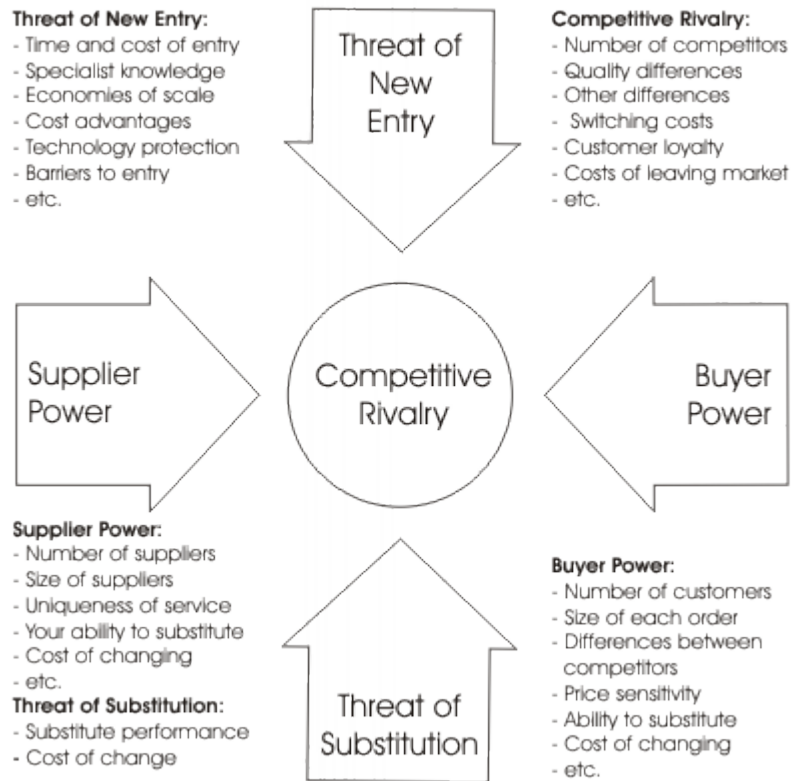 Threat of New Entry:
- Time and cost of entry
- Specialist knowledge
- Economies of scale
- Cost advantages
- Technology protection
- Barriers to entry
- etc.
Threat of
New
Entry
Competitive Rivalry:
- Number of competitors
- Quality differences
- Other differences
- Switching costs
- Customer loyalty
- Costs of leaving market
- etc.
Supplier
Power
Competitive
Rivalry
Buyer
Power
Supplier Power:
- Number of suppliers
- Size of suppliers
- Uniqueness of service
- Your ability to substitute
- Cost of changing
- etc.
Threat of Substitution:
- Substitute performance
- Cost of change
Threat of
Substitution
Buyer Power:
- Number of customers
- Size of each order
- Differences between
competitors
- Price sensitivity
- Ability to substitute
- Cost of changing
- etc.